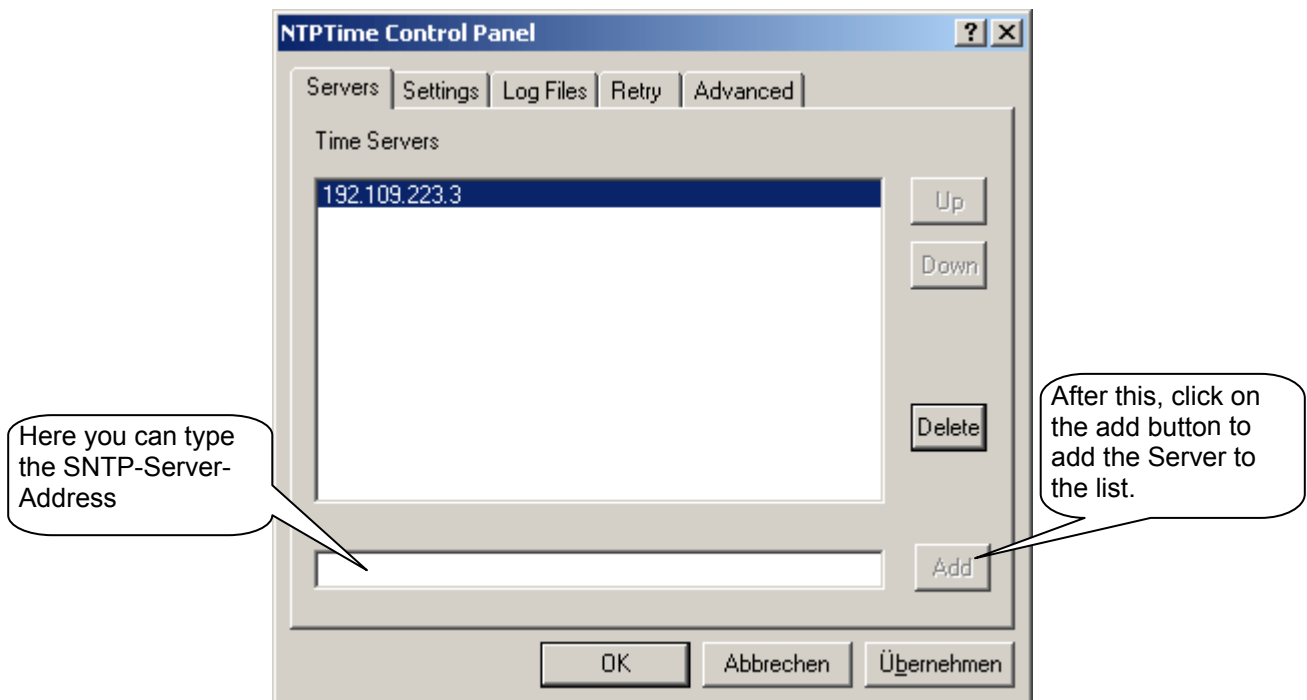 NTPTime Control Panel
? X
Servers Settings Log Files Retry Advanced
Time Servers
192.109.223.3
Up
Down
Delete
Here you can type
the SNTP-Server-
Address
After this, click on
the add button to
add the Server to
the list.
Add
OK Abbrechen Übernehmen